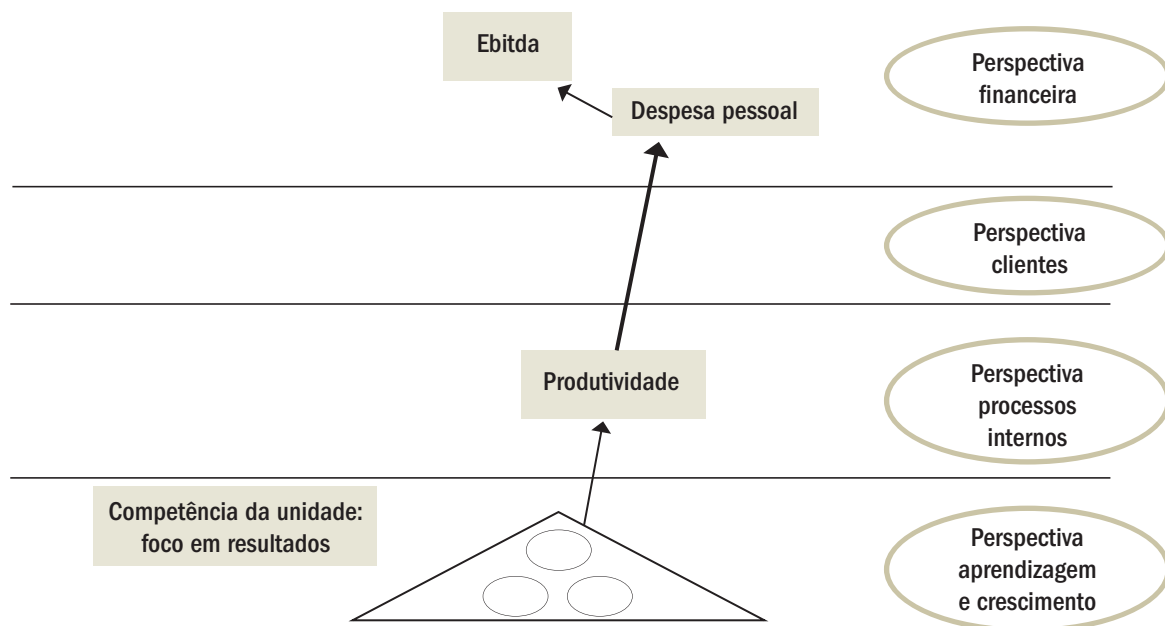 Ebitda
Despesa pessoal
Perspectiva
financeira
Perspectiva
clientes
Produtividade
Perspectiva
processos
internos
Competência da unidade:
foco em resultados
Perspectiva
aprendizagem
e crescimento